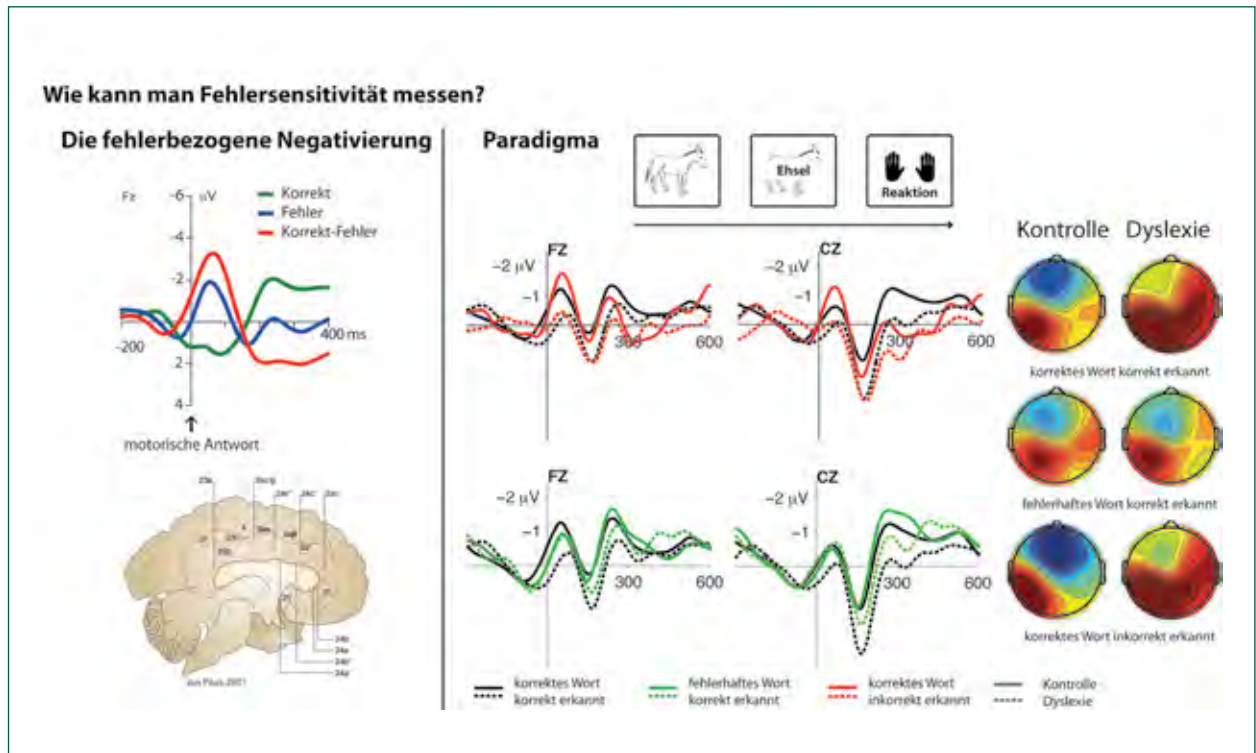 Wie kann man Fehlersensitivität messen?
Die fehlerbezogene Negativierung
Fz
-6
µV
-4
-2
2
4
-200
400 ms
Korrekt
Fehler
Korrekt-Fehler
motorische Antwort
24b
24a
24b'
24a'
Paradigma
Ehsel
Reaktion
FZ
−2 µV
−1
300
600
CZ
−2 µV
−1
300
600
FZ
−2 µV
−1
300
600
CZ
−2 µV
−1
300
600
Kontrolle Dyslexie
korrektes Wort korrekt erkannt
fehlerhaftes Wort korrekt erkannt
korrektes Wort inkorrekt erkannt
korrektes Wort
korrekt erkannt
fehlerhaftes Wort
korrekt erkannt
korrektes Wort
inkorrekt erkannt
Kontrolle
Dyslexie